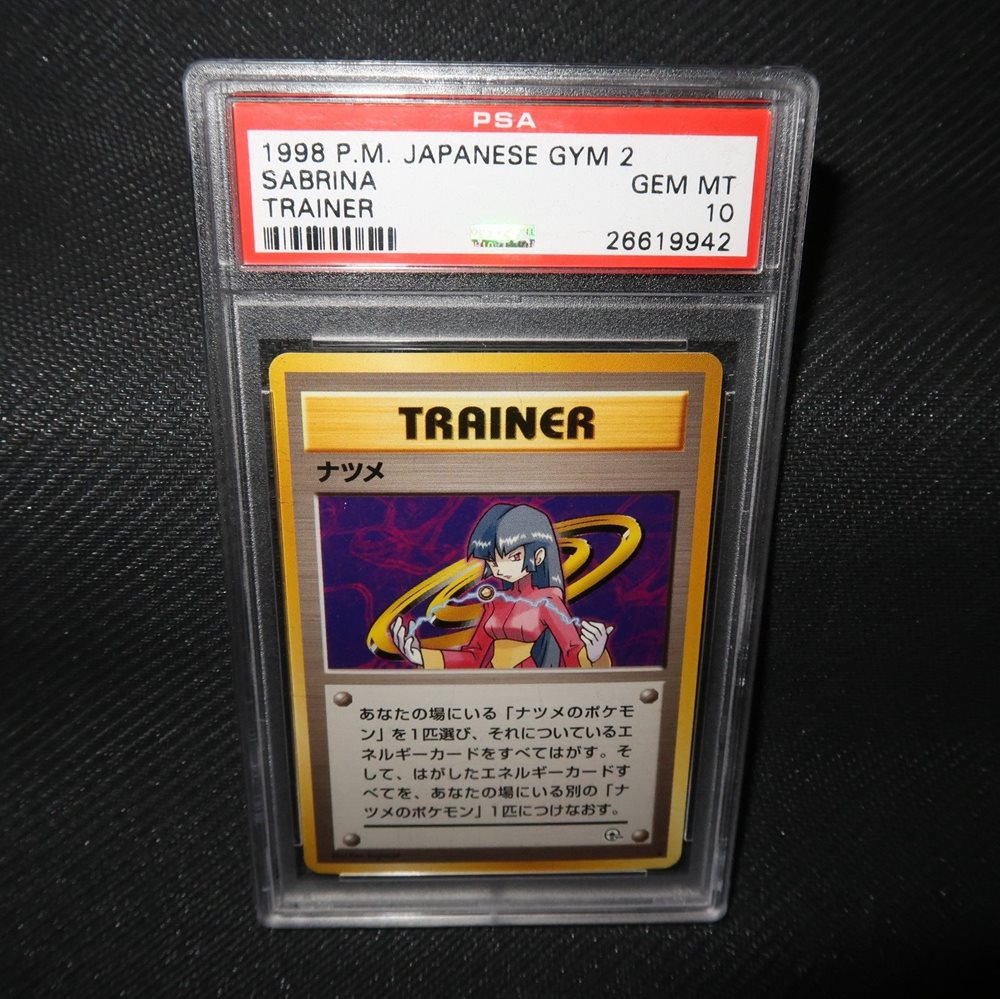 PSA
1998 P.M. JAPANESE GYM 2
SABRINA GEM MT
TRAINER 10
26619942
TRAINER
ナツメ
あなたの場にいる「ナツメのポケモ
ン」を1匹選び、それについているエ
ネルギーカードをすべてはがす。そ
して、はがしたエネルギーカードす
べてを、あなたの場にいる別の「ナ
ツメのポケモン」1匹につけなおす。